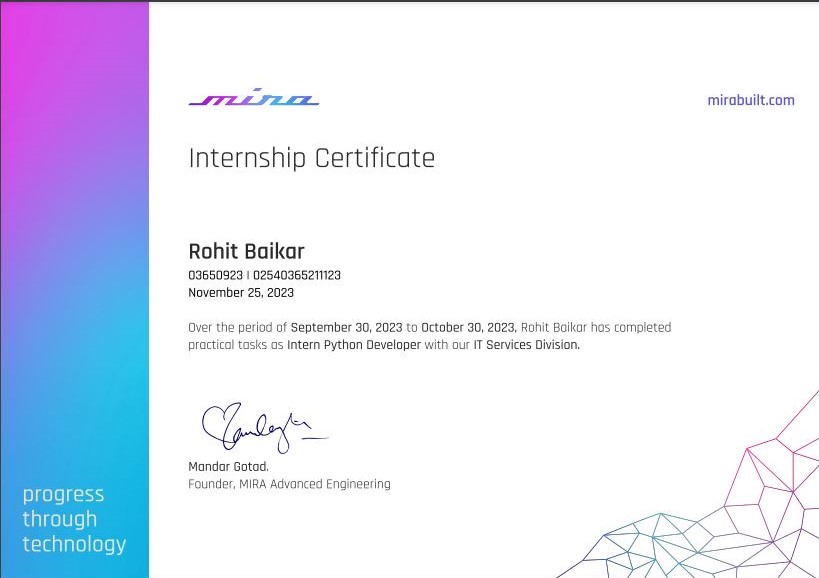 mira
mirabuilt.com
Internship Certificate
Rohit Baikar
03650923 | 02540365211123
November 25, 2023
Over the period of September 30, 2023 to October 30, 2023, Rohit Baikar has completed
practical tasks as Intern Python Developer with our IT Services Division.
Mandar Gotad.
Founder, MIRA Advanced Engineering
progress
through
technology